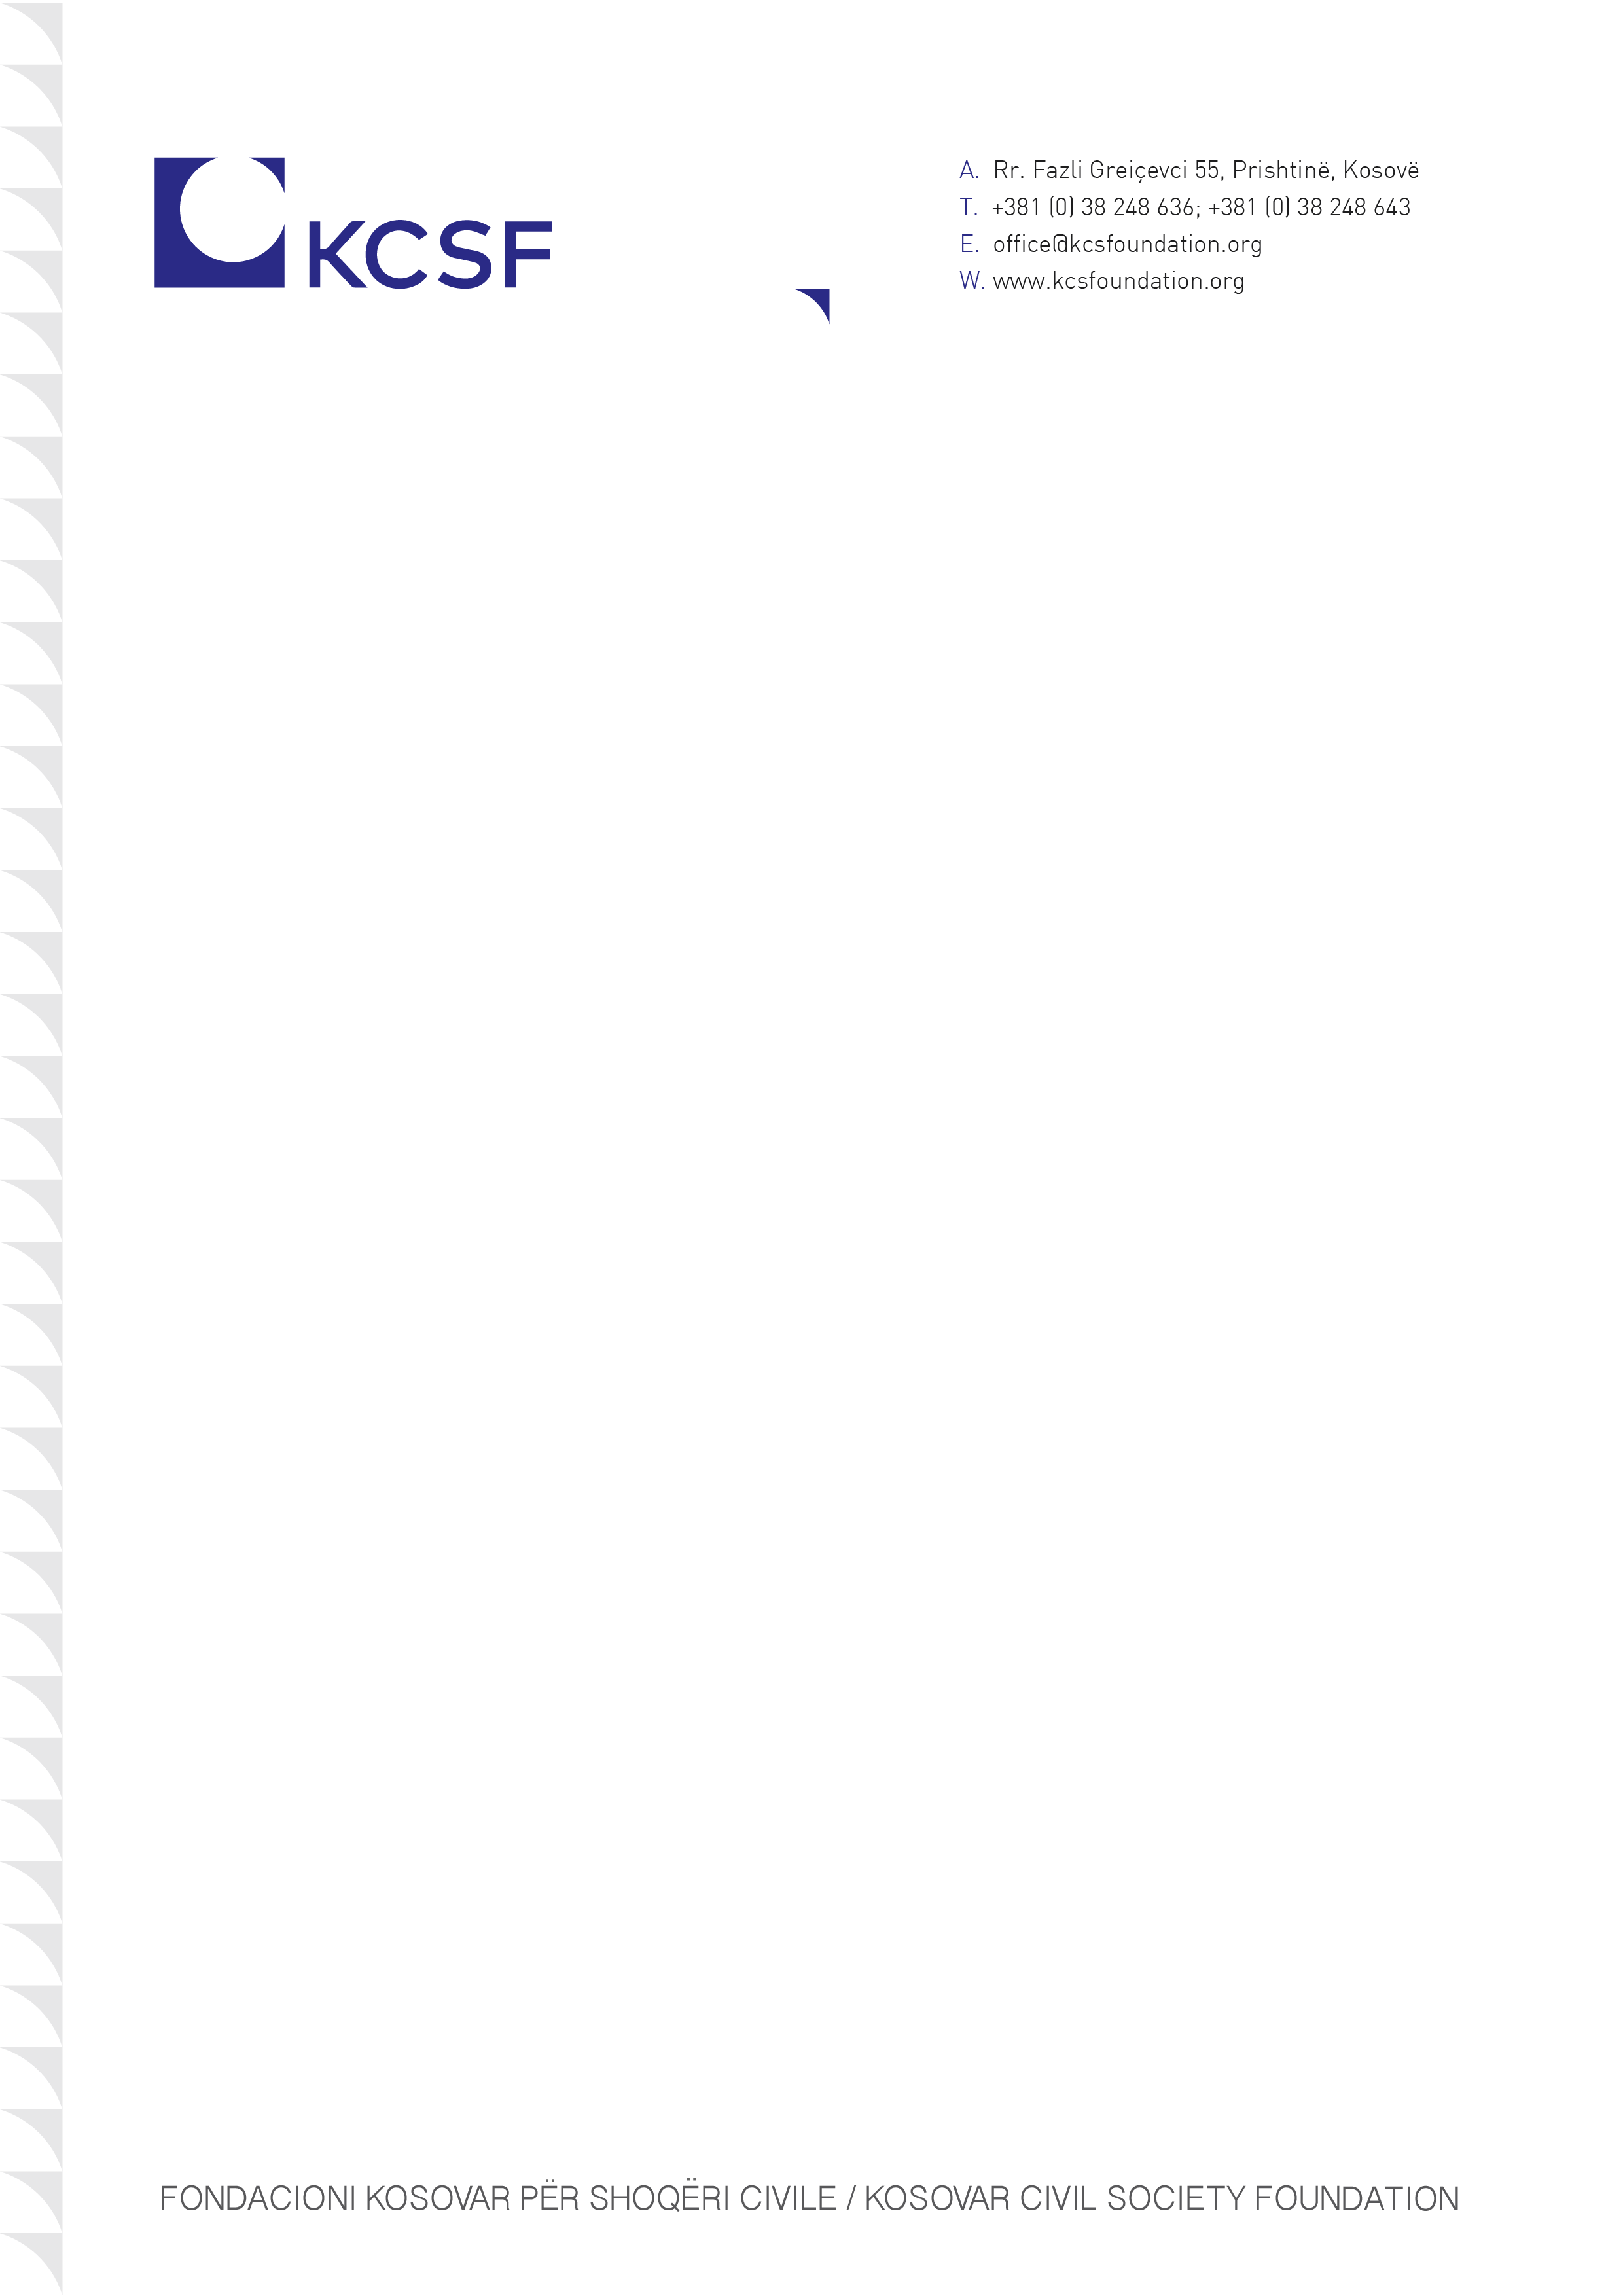 KCSF
A. Rr. Fazli Greiçevci 55, Prishtinë, Kosovë
T. +381 (0) 38 248 636; +381 (0) 38 248 643
E. office@kcsfoundation.org
W. www.kcsfoundation.org
FONDACIONI KOSOVAR PËR SHOQËRI CIVILE / KOSOVAR CIVIL SOCIETY FOUNDATION